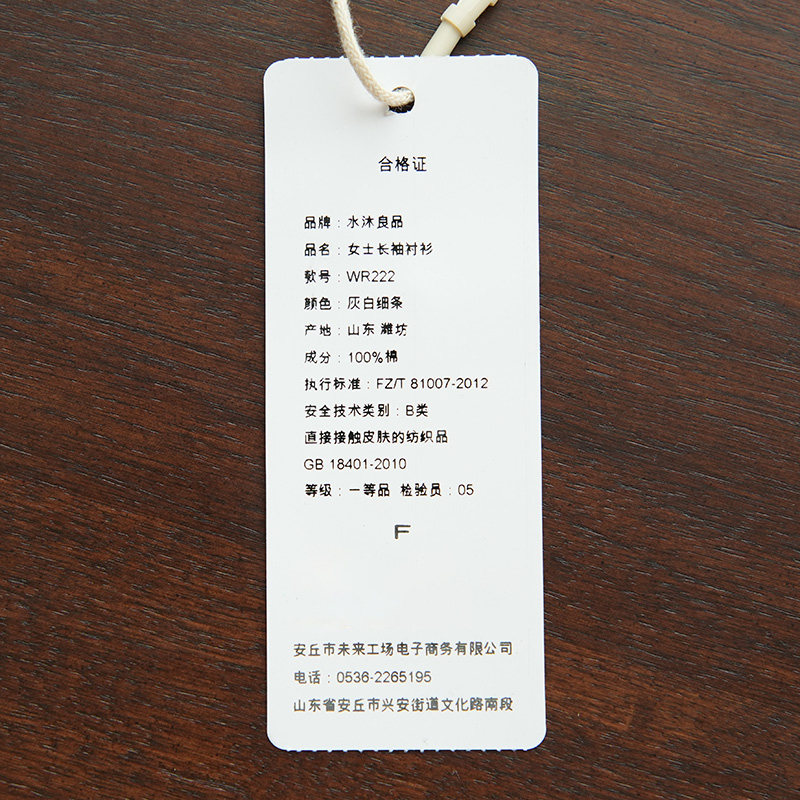 合格证
品牌：水沐良品
品名：女士长袖衬衫
款号：WR222
颜色：灰白细条
产地：山东 潍坊
成分：100%棉
执行标准：FZ/T 81007-2012
安全技术类别：B类
直接接触皮肤的纺织品
GB 18401-2010
等级：一等品 检验员：05
F
安丘市未来工场电子商务有限公司
电话：0536-2265195
山东省安丘市兴安街道文化路南段